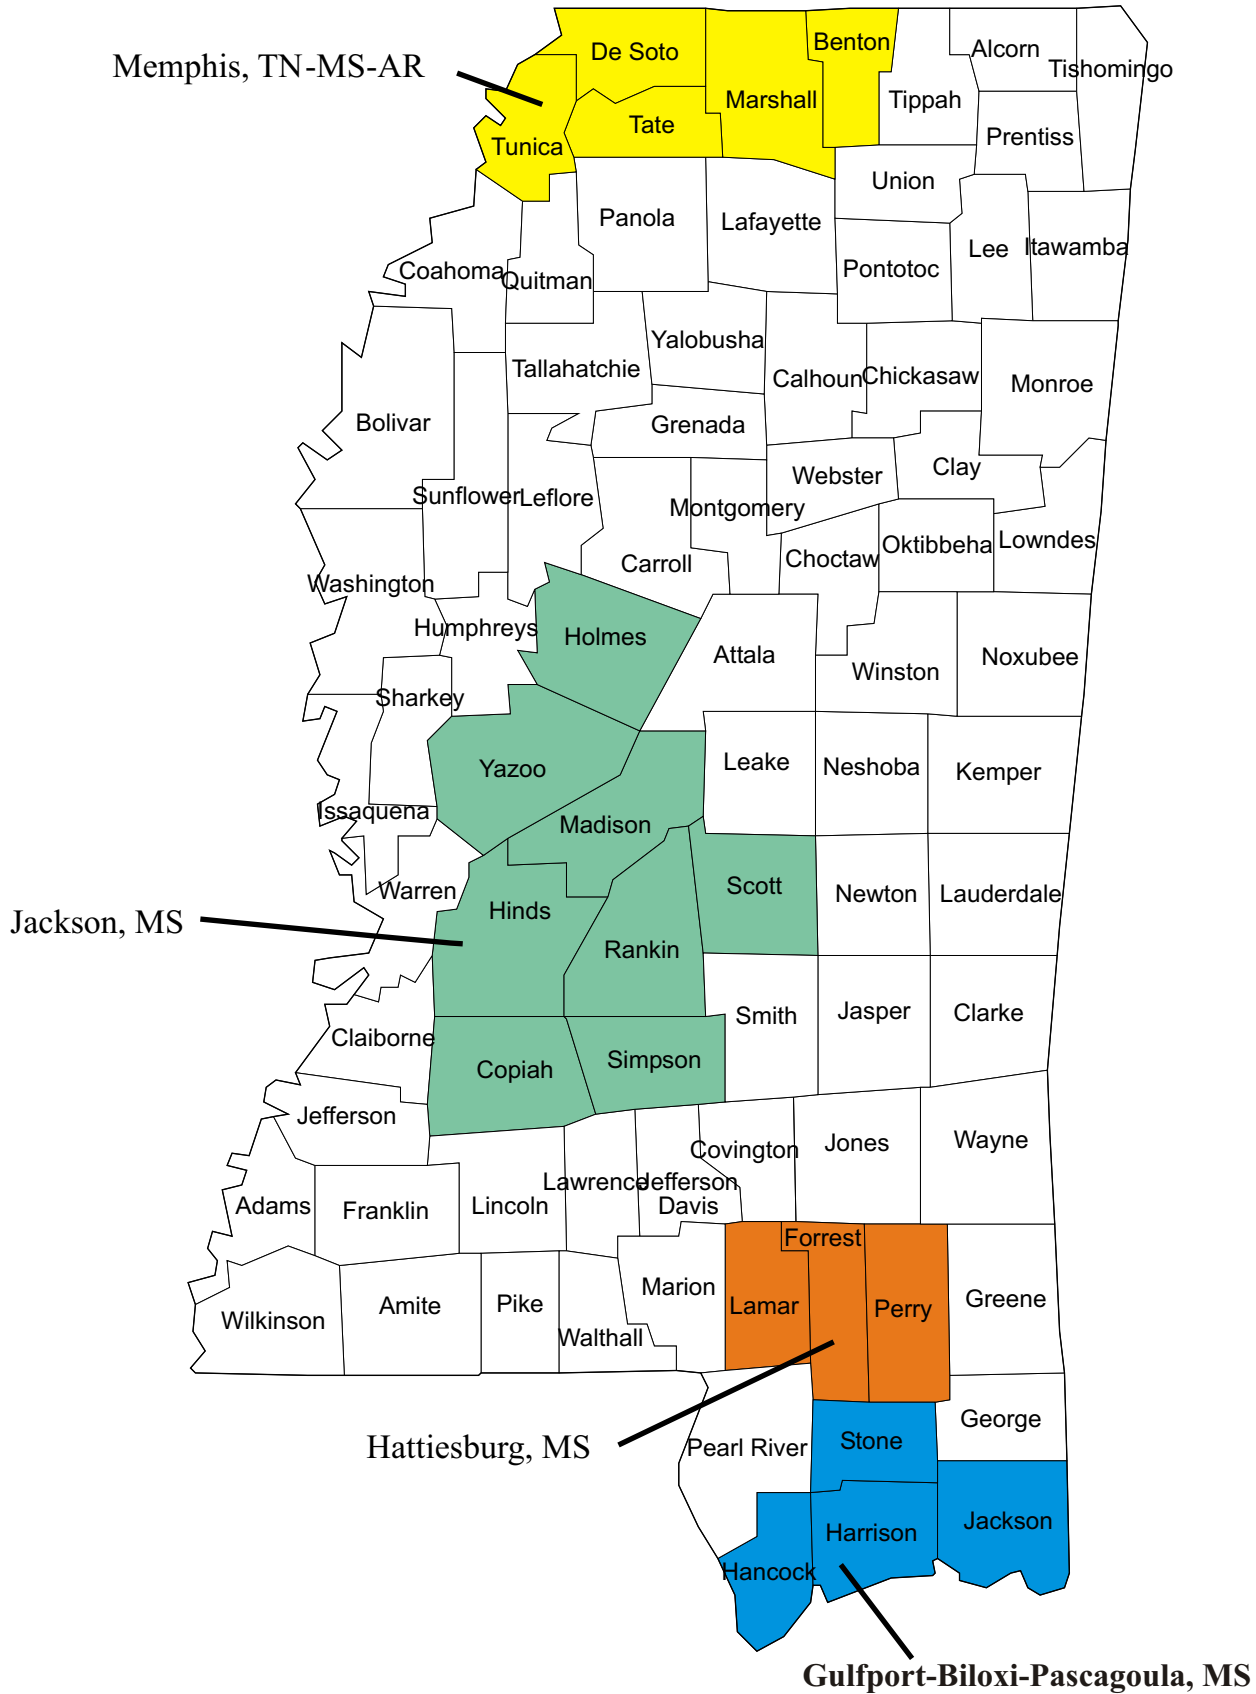 De Soto
Benton
Alcorn
Tishomingo
Memphis, TN-MS-AR
Marshall
Tippah
Tate
Prentiss
Tunica
Union
Panola
Lafayette
Lee
Itawamba
Pontotoc
Coahoma
Quitman
Yalobusha
Tallahatchie
Calhoun
Chickasaw
Monroe
Bolivar
Grenada
Webster
Clay
Sunflower
Leflore
Montgomery
Carroll
Choctaw
Oktibbeha
Lowndes
Washington
Humphreys
Holmes
Attala
Winston
Noxubee
Sharkey
Yazoo
Leake
Neshoba
Kemper
Issaquena
Madison
Warren
Hinds
Scott
Newton
Lauderdale
Jackson, MS
Rankin
Smith
Jasper
Clarke
Claiborne
Copiah
Simpson
Jefferson
Covington
Jones
Wayne
Adams
Franklin
Lincoln
Lawrence
Jefferson
Davis
Forrest
Marion
Lamar
Perry
Greene
Wilkinson
Amite
Pike
Walthall
George
Hattiesburg, MS
Pearl River
Stone
Harrison
Jackson
Hancock
Gulfport-Biloxi-Pascagoula, MS